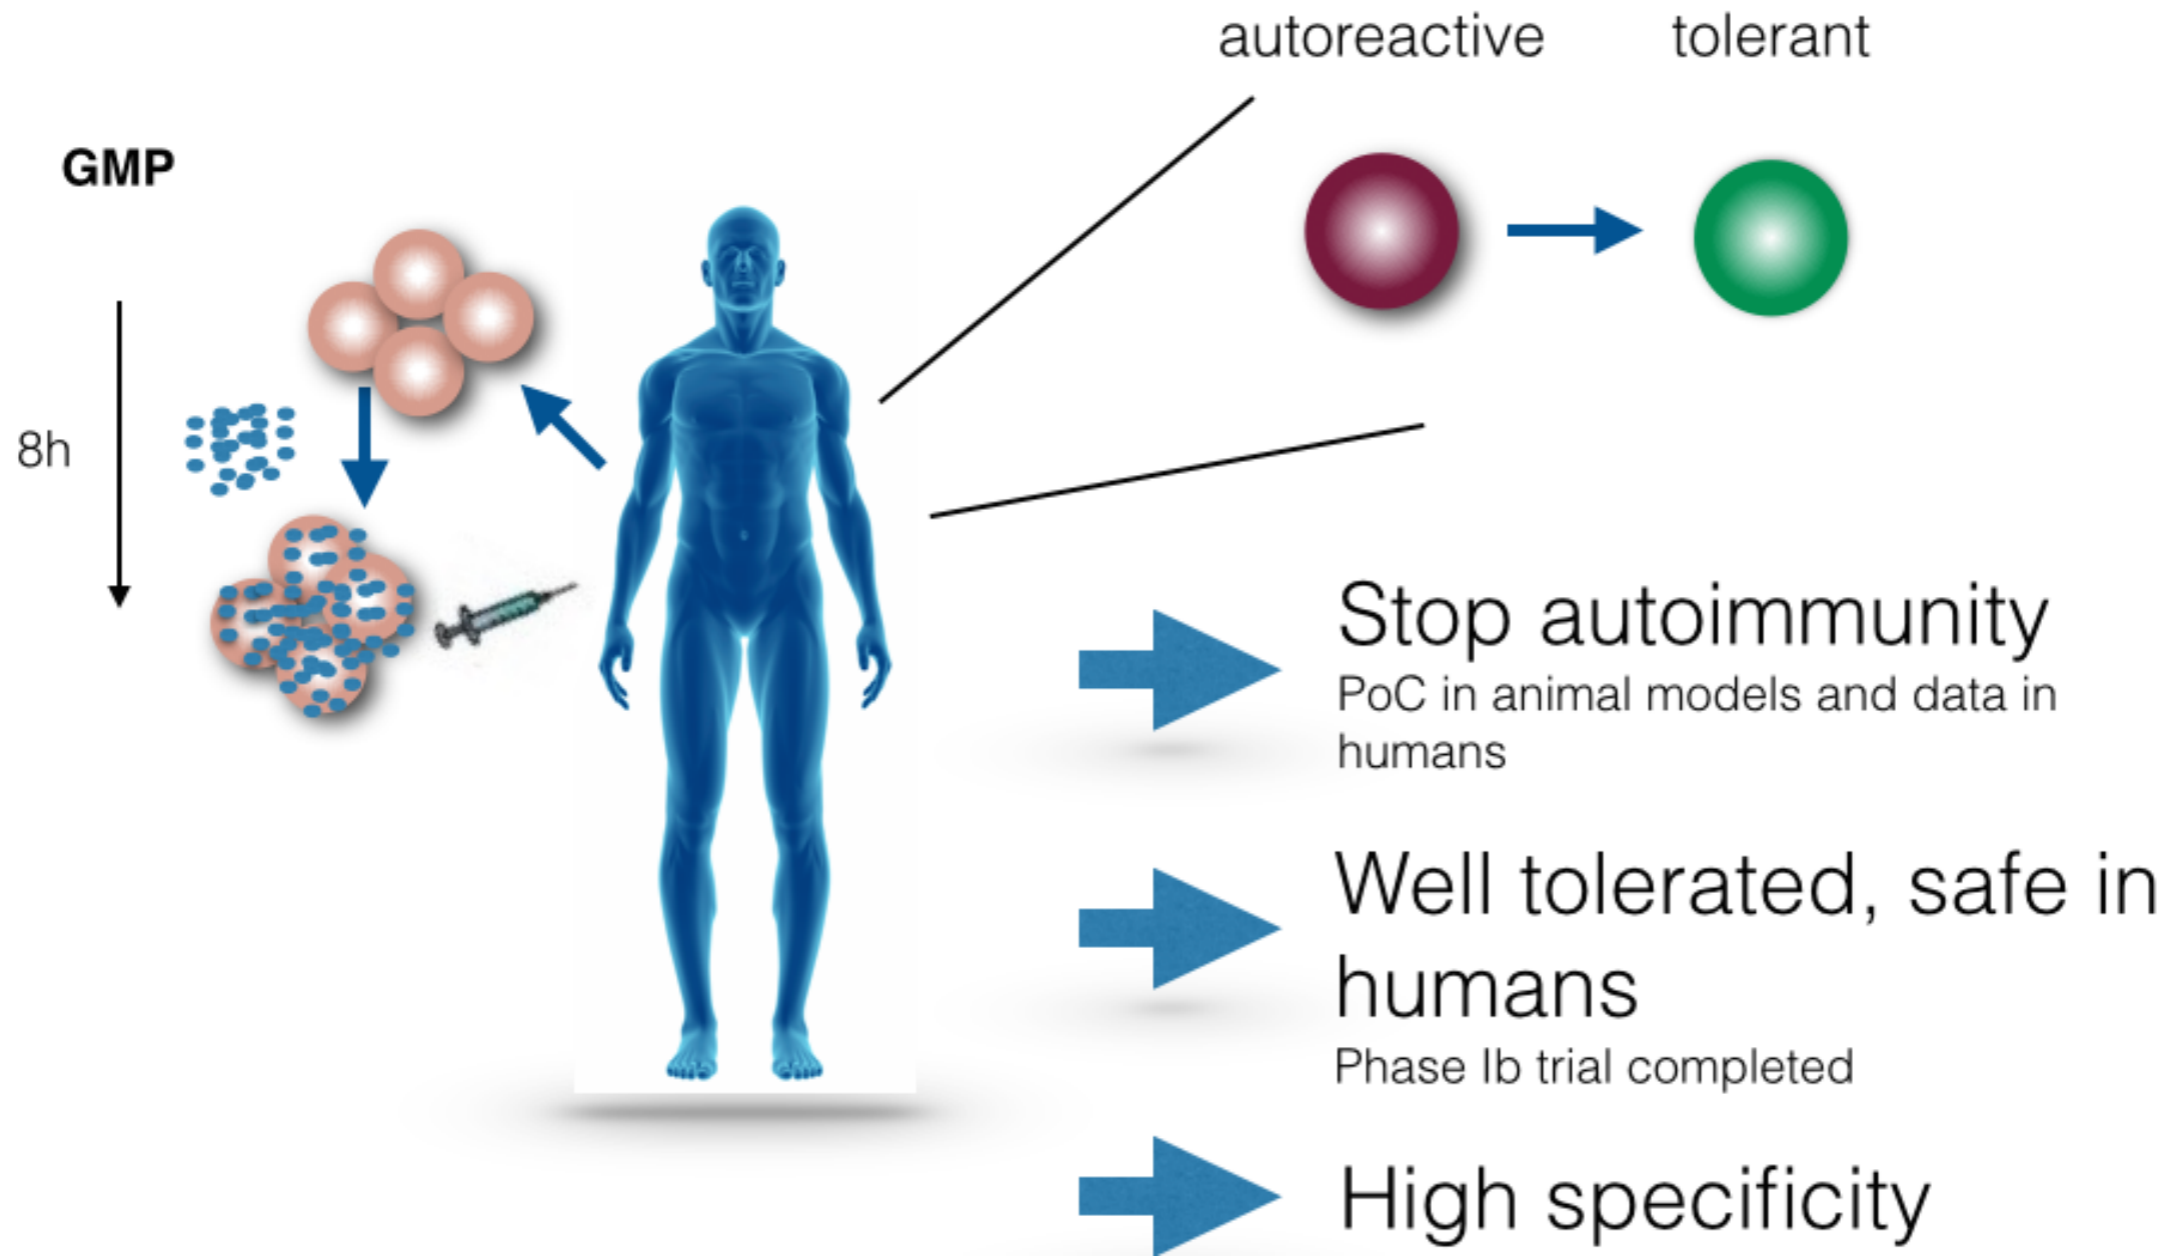 autoreactive tolerant
GMP
8h
Stop autoimmunity
PoC in animal models and data in
humans
Well tolerated, safe in
humans
Phase Ib trial completed
High specificity